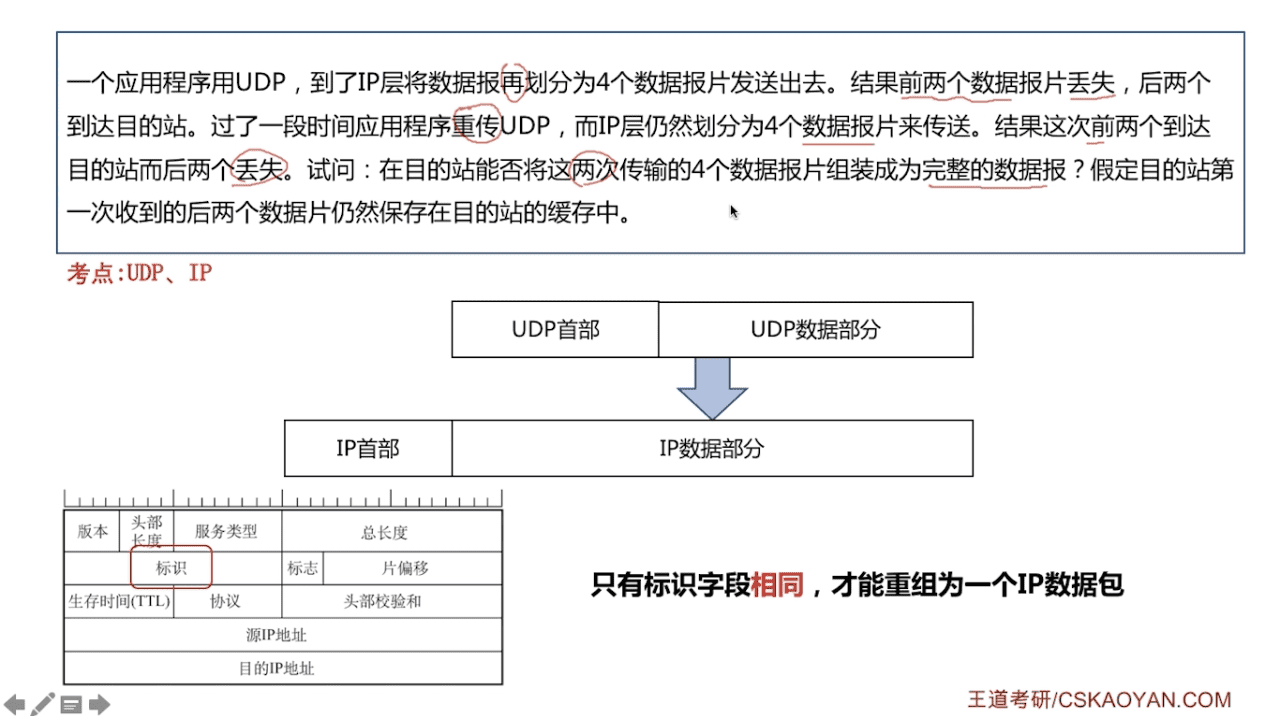 一个应用程序用UDP，到了IP层将数据报再划分为4个数据报片发送出去。结果前两个数据报片丢失，后两个
到达目的站。过了一段时间应用程序重传UDP，而IP层仍然划分为4个数据报片来传送。结果这次前两个到达
目的站而后两个丢失。试问：在目的站能否将这两次传输的4个数据报片组装成为完整的数据报？假定目的站第
一次收到的后两个数据片仍然保存在目的站的缓存中。
考点:UDP、IP
UDP首部 UDP数据部分
IP首部 IP数据部分
版本 头部长度 服务类型 总长度
标识 标志 片偏移
生存时间(TTL) 协议 头部校验和
源IP地址
目的IP地址
只有标识字段相同，才能重组为一个IP数据包
王道考研/CSKAOYAN.COM